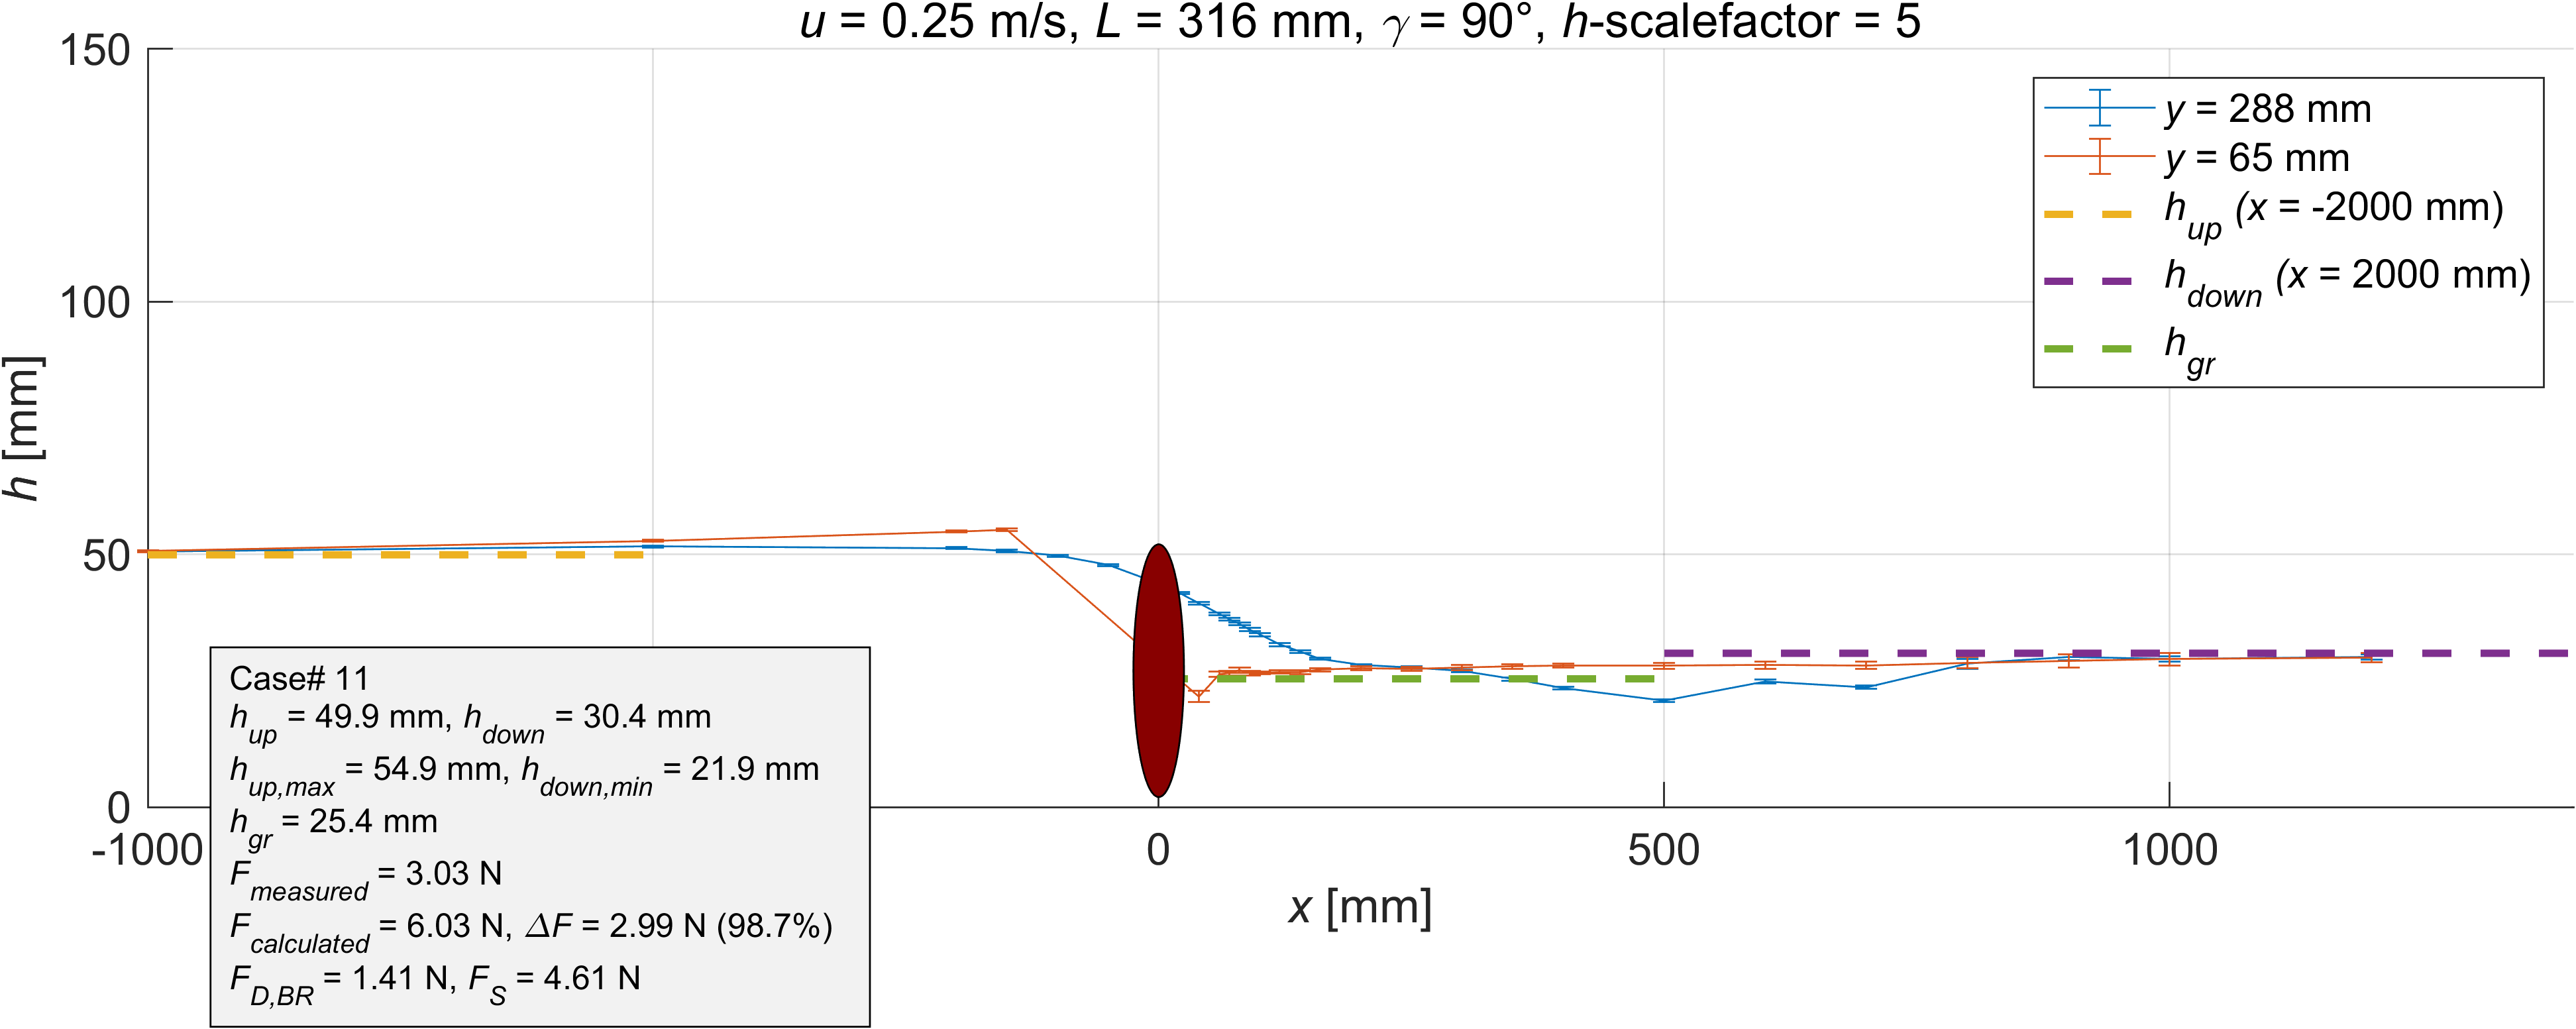 u = 0.25 m/s, L = 316 mm, γ = 90°, h-scalefactor = 5
150
100
50
0
h [mm]
-1000
0
500
1000
x [mm]
y = 288 mm
y = 65 mm
h_up (x = -2000 mm)
h_down (x = 2000 mm)
h_gr
Case# 11
h_up = 49.9 mm, h_down = 30.4 mm
h_up,max = 54.9 mm, h_down,min = 21.9 mm
h_gr = 25.4 mm
F_measured = 3.03 N
F_calculated = 6.03 N, ΔF = 2.99 N (98.7%)
F_D,BR = 1.41 N, F_S = 4.61 N